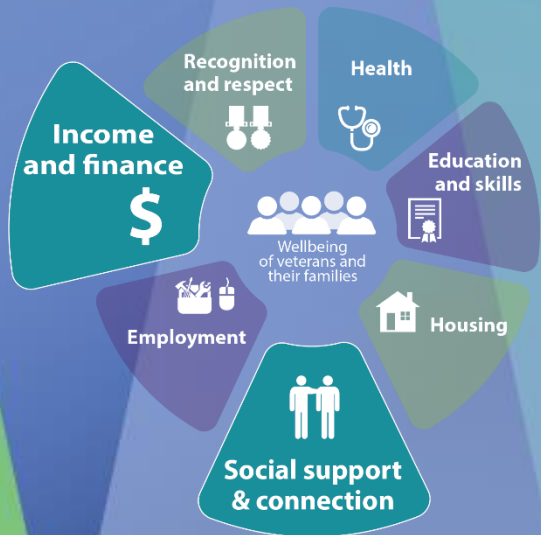 Recognition
and respect
Health
Income
and finance
$
Education
and skills
Wellbeing
of veterans and
their families
Employment
Housing
Social support
& connection